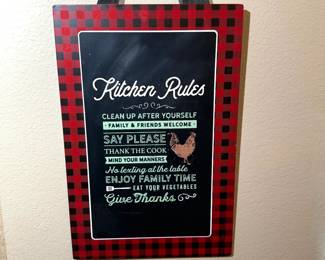 Kitchen Rules
CLEAN UP AFTER YOURSELF
FAMILY & FRIENDS WELCOME
SAY PLEASE
THANK THE COOK
MIND YOUR MANNERS
No texting at the table
ENJOY FAMILY TIME
EAT YOUR VEGETABLES
Give Thanks